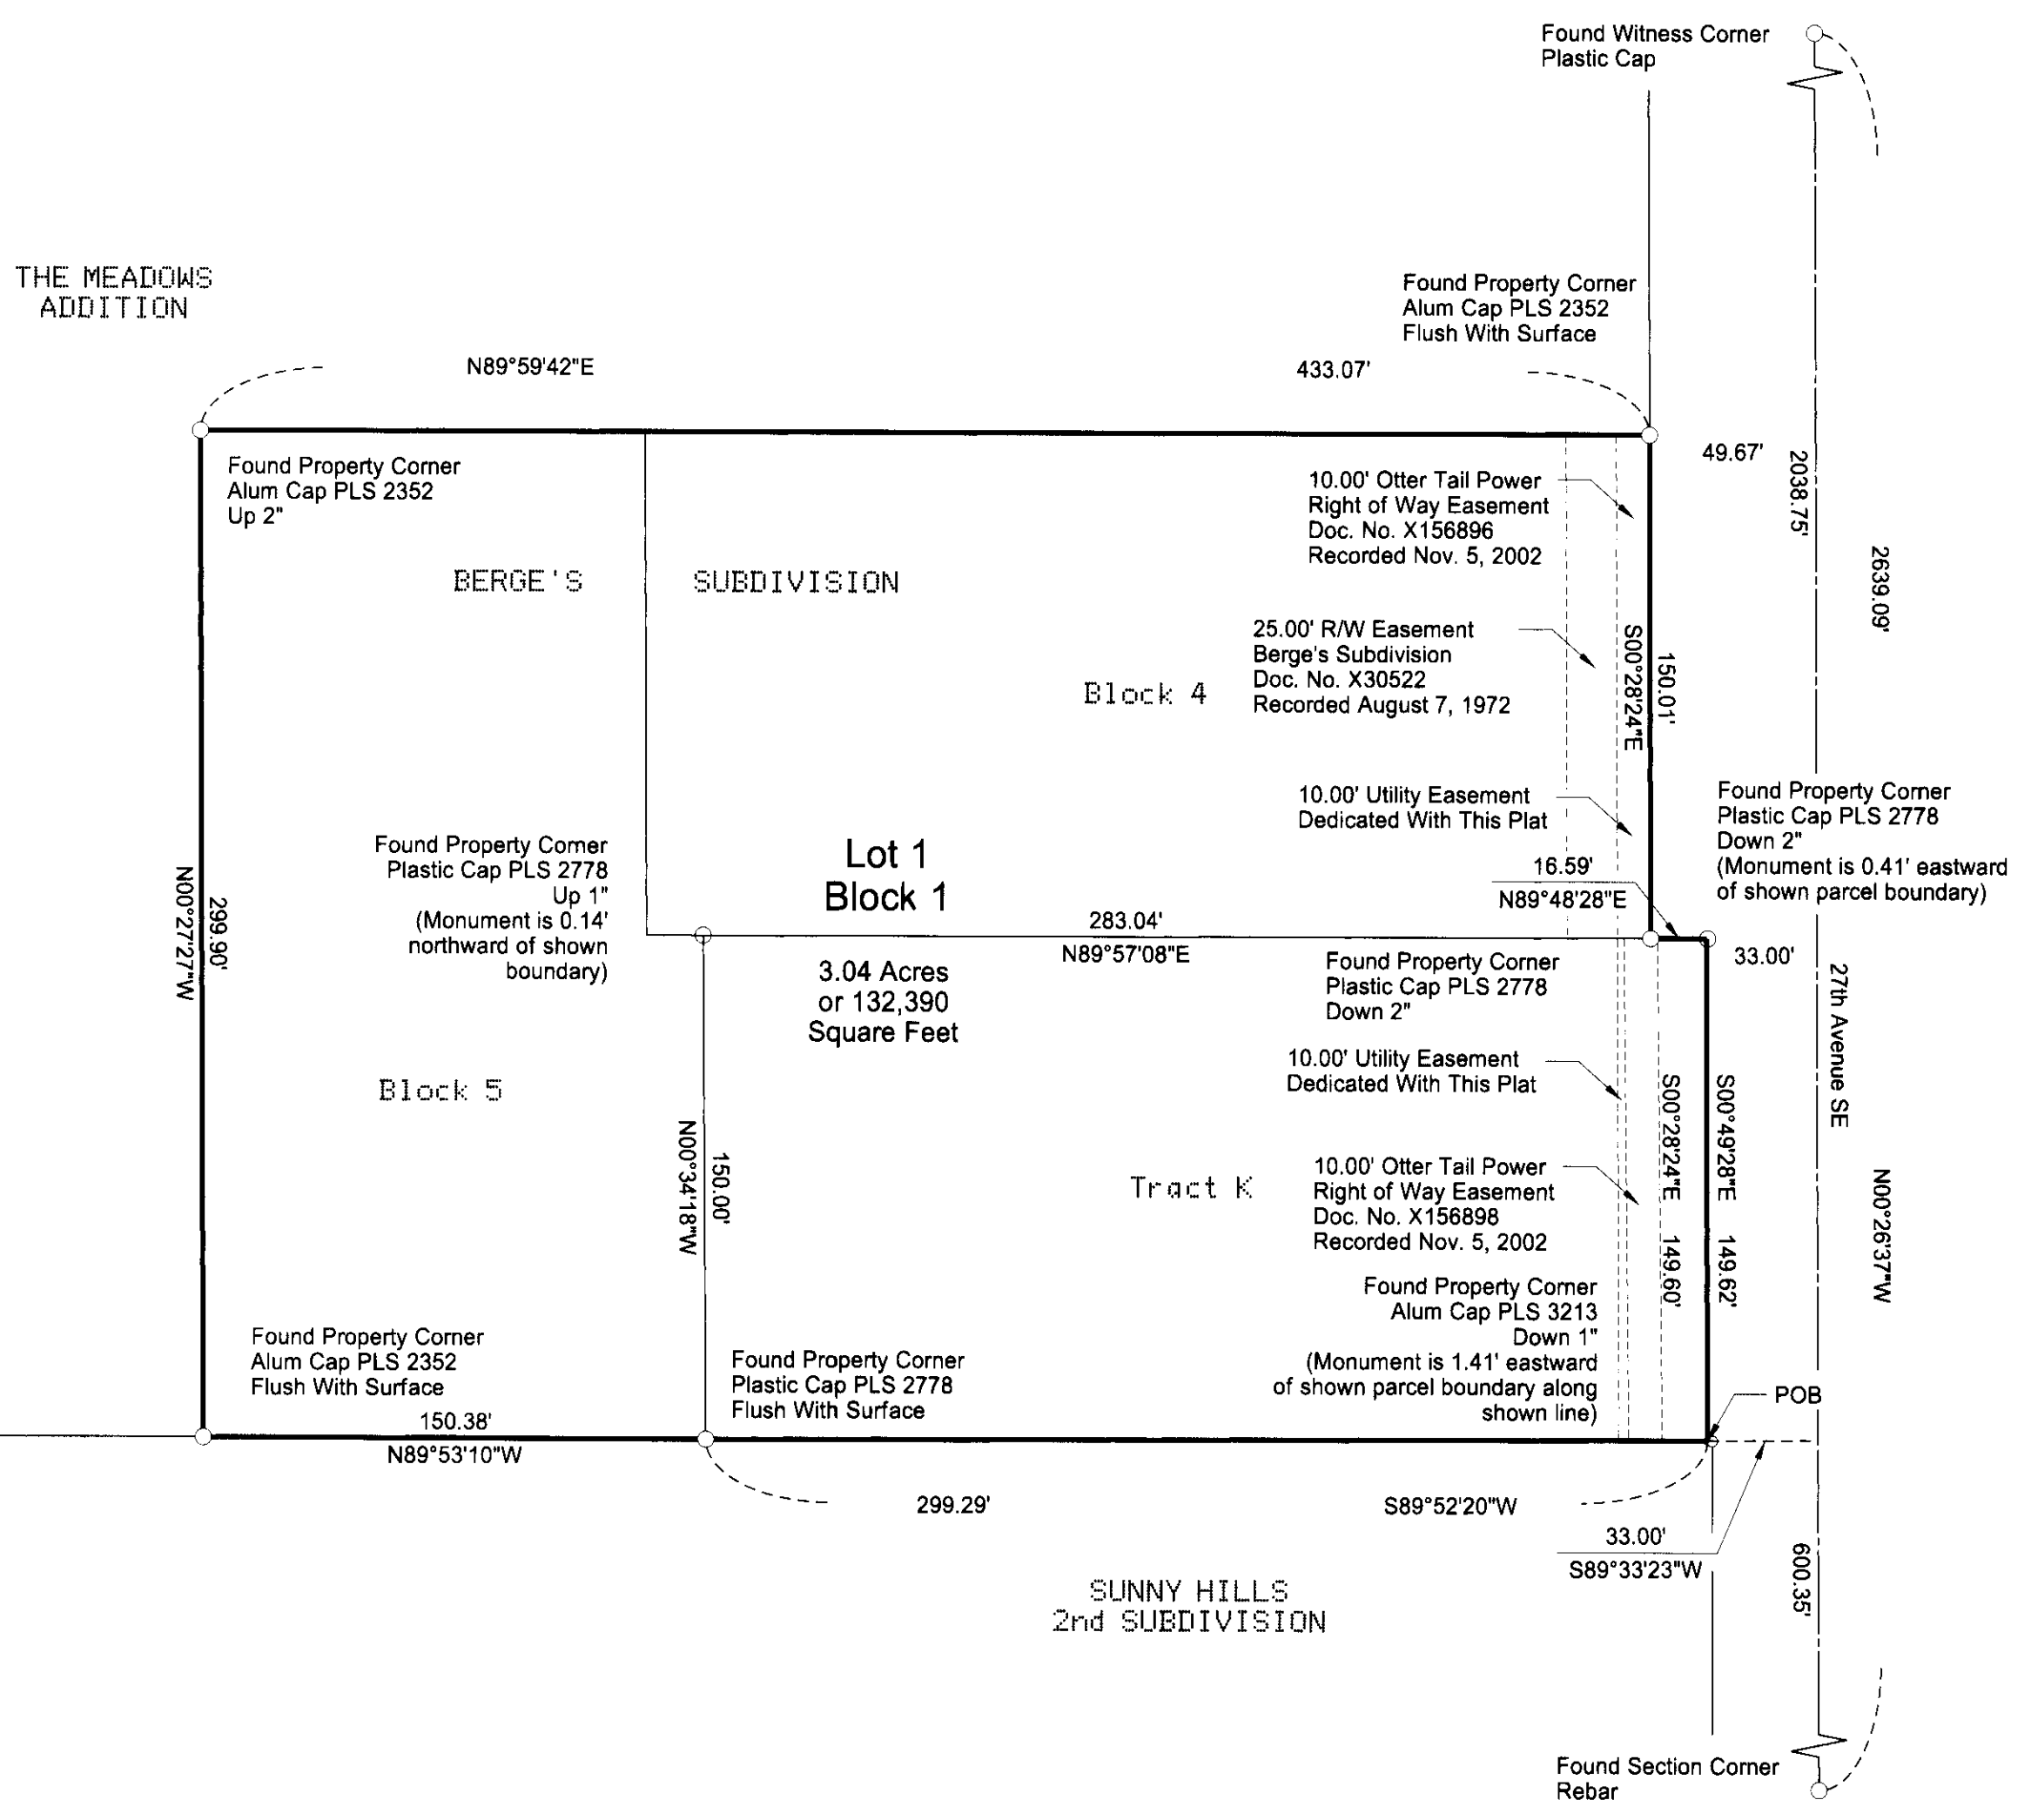 Found Witness Corner
Plastic Cap
THE MEADOWS
ADDITION
Found Property Corner
Alum Cap PLS 2352
Flush With Surface
N89°59'42"E
433.07'
49.67'
2038.75'
2639.09'
Found Property Corner
Alum Cap PLS 2352
Up 2"
10.00' Otter Tail Power
Right of Way Easement
Doc. No. X156896
Recorded Nov. 5, 2002
BERGE'S SUBDIVISION
25.00' R/W Easement
Berge's Subdivision
Doc. No. X30522
Recorded August 7, 1972
S00°28'24"E
150.01'
Block 4
10.00' Utility Easement
Dedicated With This Plat
Found Property Corner
Plastic Cap PLS 2778
Down 2"
(Monument is 0.41' eastward
of shown parcel boundary)
Found Property Corner
Plastic Cap PLS 2778
Up 1"
(Monument is 0.14'
northward of shown
boundary)
Lot 1
Block 1
16.59'
N89°48'28"E
N00°27'27"W
299.90'
283.04'
N89°57'08"E
33.00'
3.04 Acres
or 132,390
Square Feet
Found Property Corner
Plastic Cap PLS 2778
Down 2"
27th Avenue SE
10.00' Utility Easement
Dedicated With This Plat
Block 5
N00°34'18"W
150.00'
Tract K
10.00' Otter Tail Power
Right of Way Easement
Doc. No. X156898
Recorded Nov. 5, 2002
S00°28'24"E 149.60'
S00°49'28"E 149.62'
N00°26'37"W
Found Property Corner
Alum Cap PLS 3213
Down 1"
(Monument is 1.41' eastward
of shown parcel boundary along
shown line)
Found Property Corner
Alum Cap PLS 2352
Flush With Surface
Found Property Corner
Plastic Cap PLS 2778
Flush With Surface
POB
150.38'
N89°53'10"W
299.29'
S89°52'20"W
33.00'
S89°33'23"W
600.35'
SUNNY HILLS
2nd SUBDIVISION
Found Section Corner
Rebar